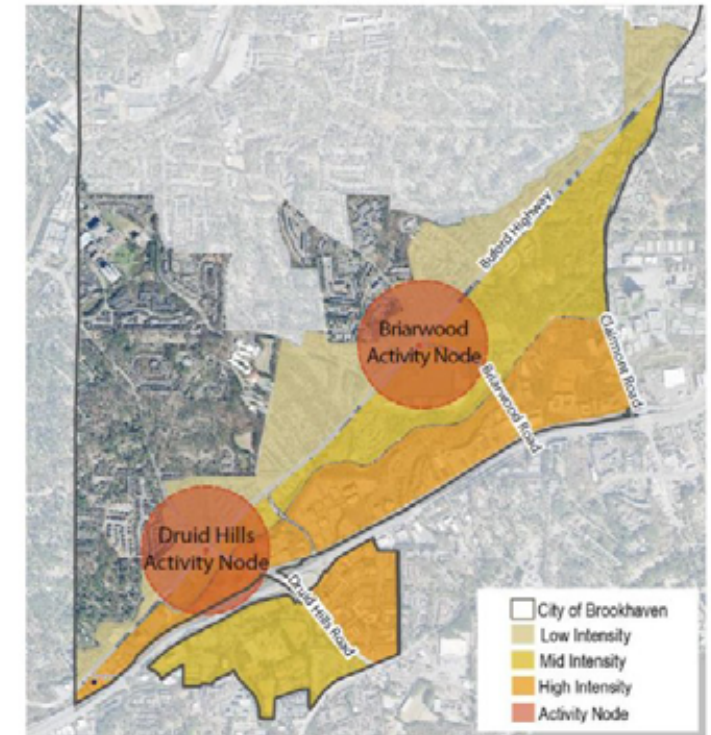 Buford Highway
Briarwood
Activity Node
Clairmont Road
Briarwood Road
Druid Hills
Activity Node
Druid Hills Road
City of Brookhaven
Low Intensity
Mid Intensity
High Intensity
Activity Node